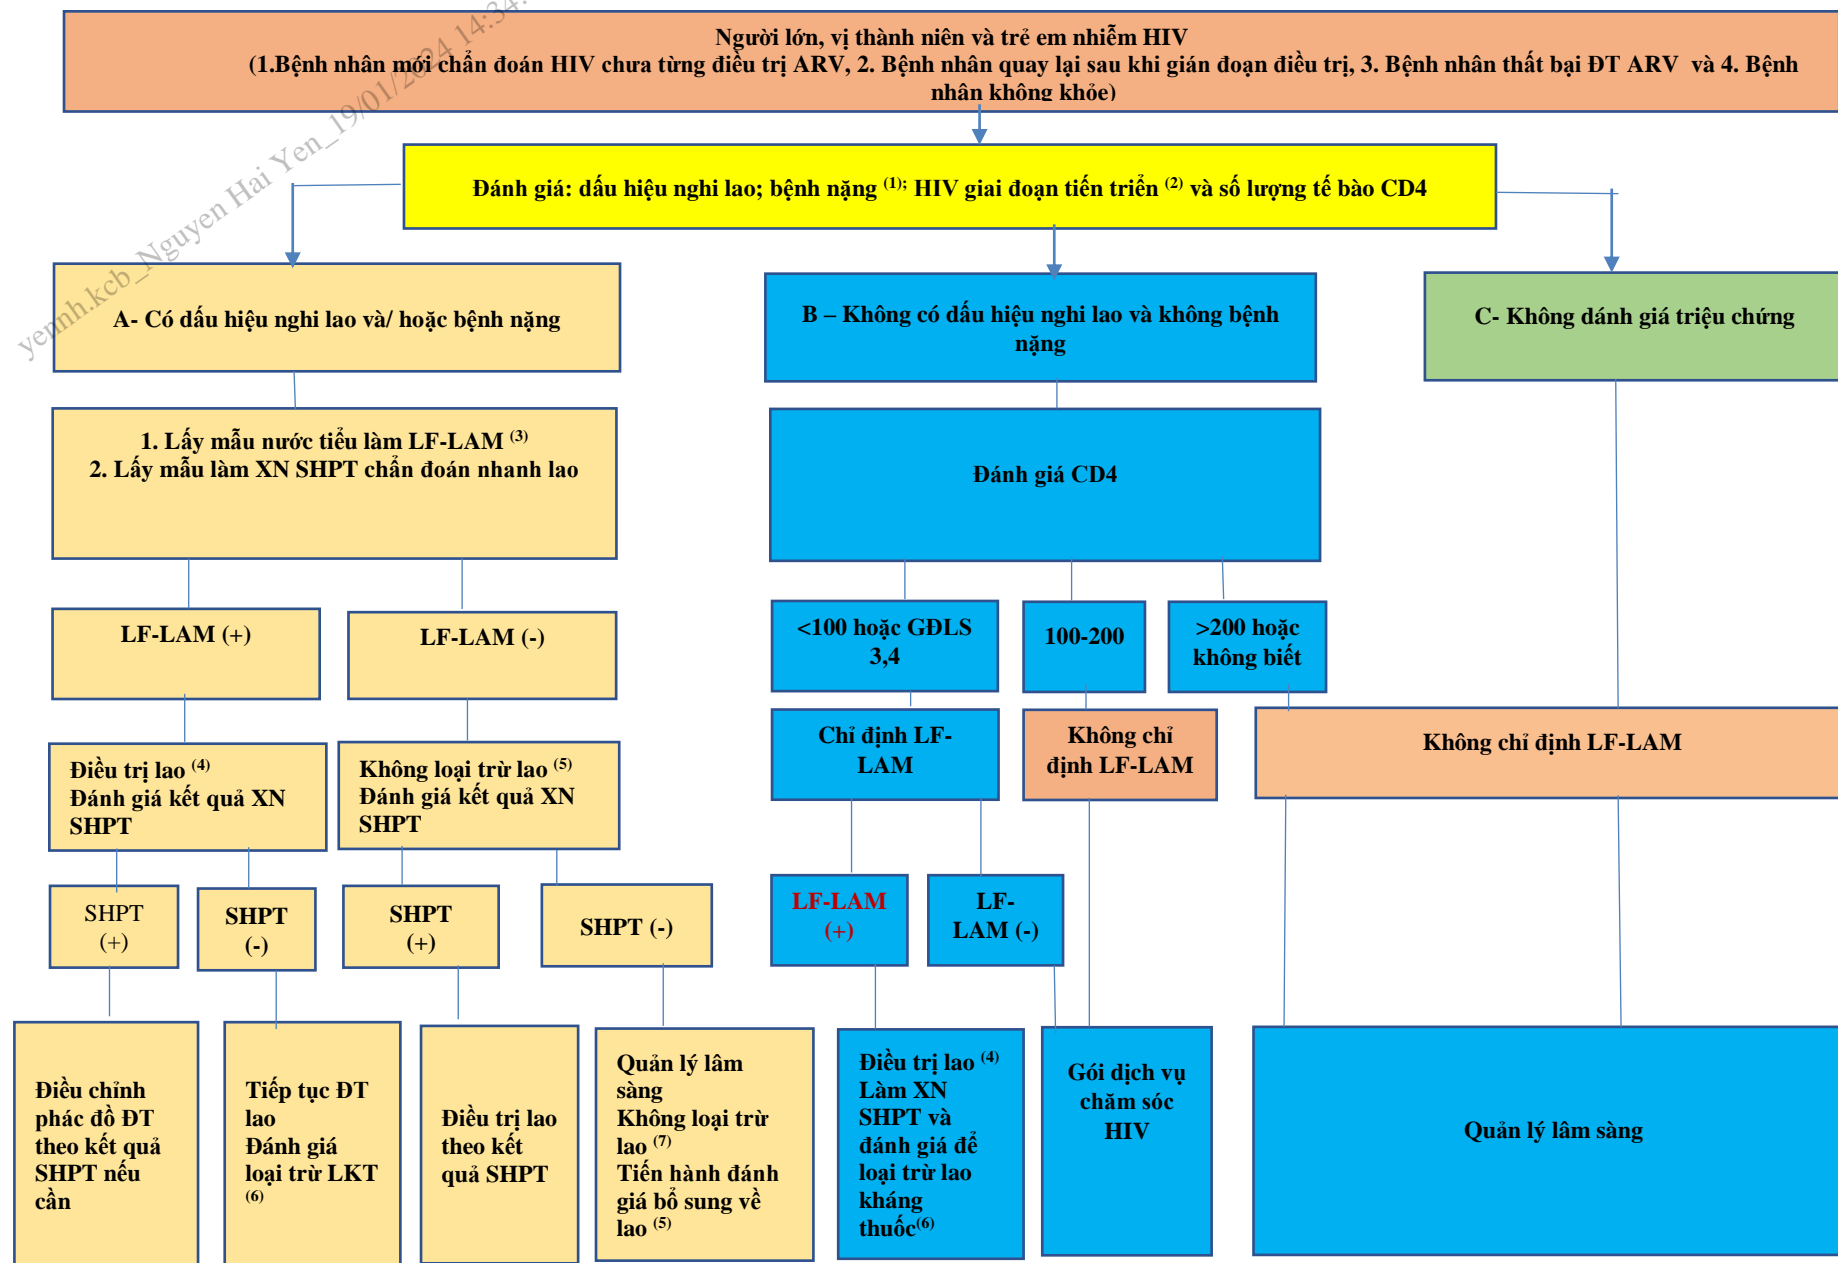 yennh.kcb_Nguyen Hai Yen_19/01/2024 14:34:
Người lớn, vị thành niên và trẻ em nhiễm HIV
(1.Bệnh nhân mới chẩn đoán HIV chưa từng điều trị ARV, 2. Bệnh nhân quay lại sau khi gián đoạn điều trị, 3. Bệnh nhân thất bại ĐT ARV và 4. Bệnh
nhân không khỏe)
Đánh giá: dấu hiệu nghi lao; bệnh nặng (1); HIV giai đoạn tiến triển (2) và số lượng tế bào CD4
A- Có dấu hiệu nghi lao và/ hoặc bệnh nặng
B – Không có dấu hiệu nghi lao và không bệnh
nặng
C- Không dánh giá triệu chứng
1. Lấy mẫu nước tiểu làm LF-LAM (3)
2. Lấy mẫu làm XN SHPT chẩn đoán nhanh lao
Đánh giá CD4
LF-LAM (+)
LF-LAM (-)
<100 hoặc GĐLS
3,4
100-200
>200 hoặc
không biết
Điều trị lao (4)
Đánh giá kết quả XN
SHPT
Không loại trừ lao (5)
Đánh giá kết quả XN
SHPT
Chỉ định LF-
LAM
Không chỉ
định LF-LAM
Không chỉ định LF-LAM
SHPT
(+)
SHPT
(-)
SHPT
(+)
SHPT (-)
LF-LAM
(+)
LF-
LAM (-)
Điều chỉnh
phác đồ ĐT
theo kết quả
SHPT nếu
cần
Tiếp tục ĐT
lao
Đánh giá
loại trừ LKT
(6)
Điều trị lao
theo kết
quả SHPT
Quản lý lâm
sàng
Không loại trừ
lao (7)
Tiến hành đánh
giá bổ sung về
lao (5)
Điều trị lao (4)
Làm XN
SHPT và
đánh giá để
loại trừ lao
kháng
thuốc(6)
Gói dịch vụ
chăm sóc
HIV
Quản lý lâm sàng